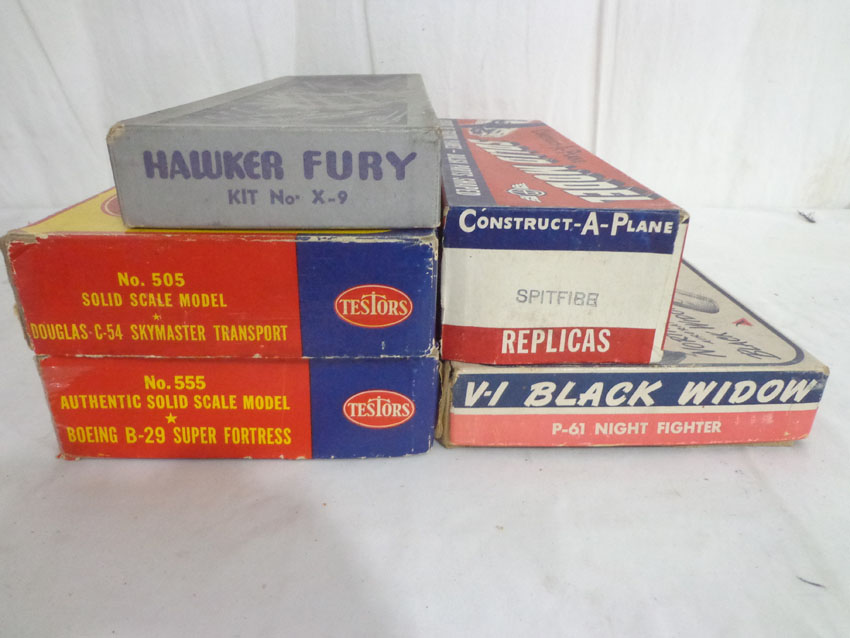 HAWKER FURY
KIT No. X-9
No. 505
SOLID SCALE MODEL
DOUGLAS-C-54 SKYMASTER TRANSPORT
TESTORS
No. 555
AUTHENTIC SOLID SCALE MODEL
BOEING B-29 SUPER FORTRESS
TESTORS
CONSTRUCT-A-PLANE
SPITFIRE
REPLICAS
V-1 BLACK WIDOW
P-61 NIGHT FIGHTER